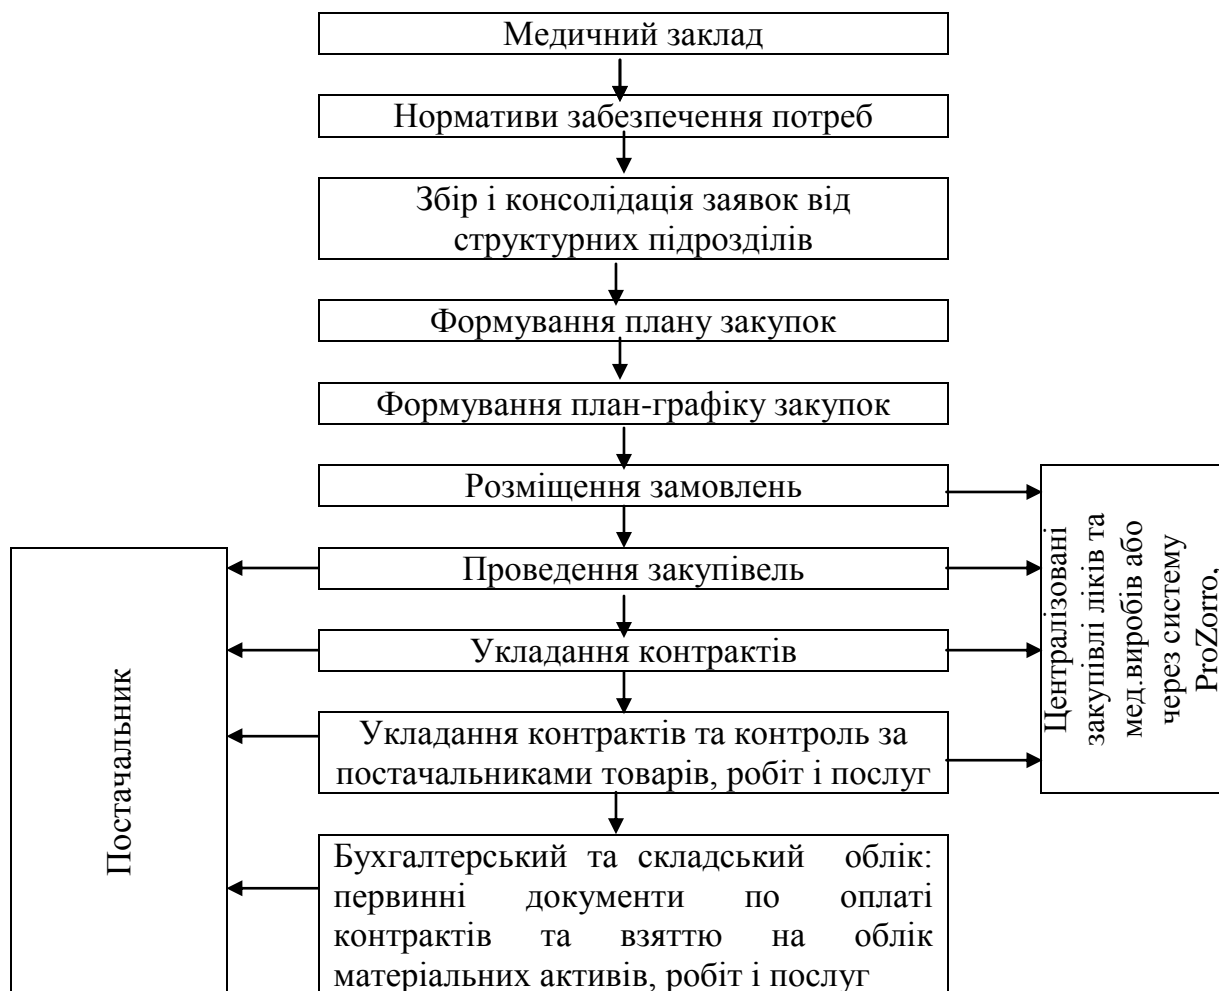 Медичний заклад
Нормативи забезпечення потреб
Збір і консолідація заявок від
структурних підрозділів
Формування плану закупок
Формування план-графіку закупок
Розміщення замовлень
Проведення закупівель
Укладання контрактів
Укладання контрактів та контроль за
постачальниками товарів, робіт і послуг
Бухгалтерський та складський облік:
первинні документи по оплаті
контрактів та взяттю на облік
матеріальних активів, робіт і послуг
Постачальник
Централізовані
закупівлі ліків та
мед.виробів або
через систему
ProZorro,